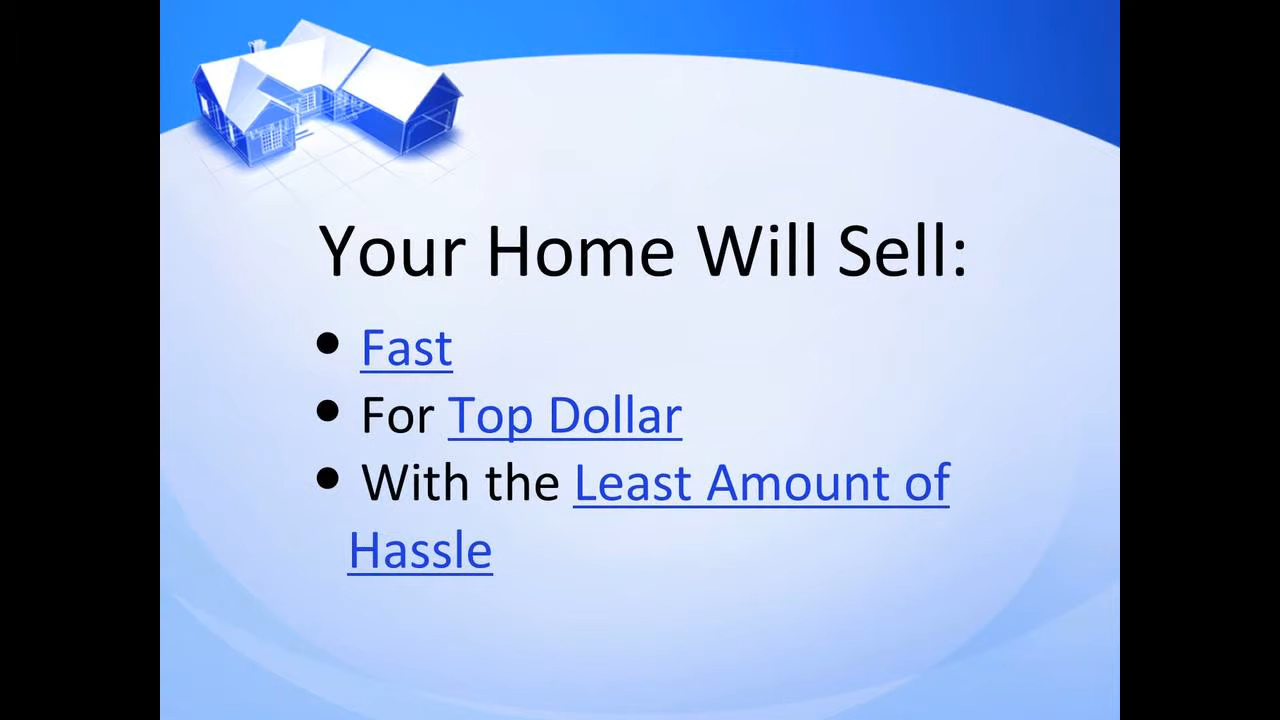 Your Home Will Sell:
• Fast
• For Top Dollar
• With the Least Amount of
Hassle